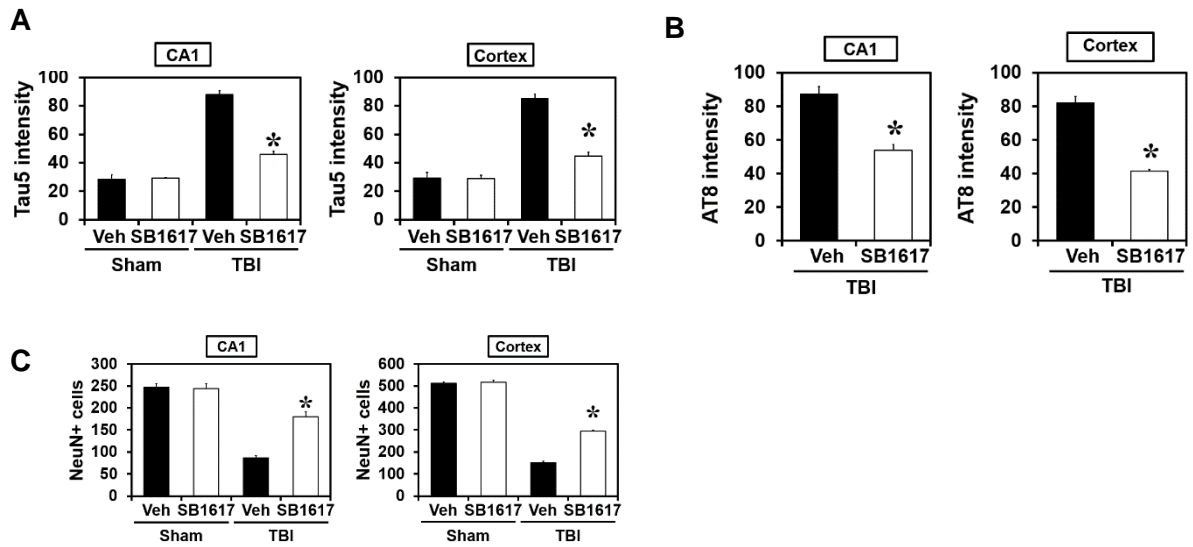 A
CA1
Tau5 intensity
100
80
60
40
20
0
*
Veh SB1617 Veh SB1617
Sham TBI
Cortex
Tau5 intensity
100
80
60
40
20
0
*
Veh SB1617 Veh SB1617
Sham TBI
B
CA1
AT8 intensity
100
80
60
40
20
0
*
Veh SB1617
TBI
Cortex
AT8 intensity
100
80
60
40
20
0
*
Veh SB1617
TBI
C
CA1
NeuN+ cells
300
250
200
150
100
50
0
*
Veh SB1617 Veh SB1617
Sham TBI
Cortex
NeuN+ cells
600
500
400
300
200
100
0
*
Veh SB1617 Veh SB1617
Sham TBI